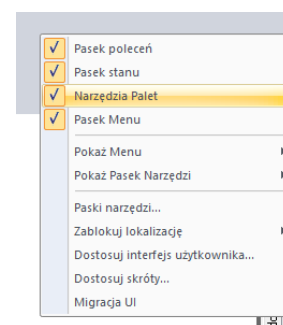 Pasek poleceń
Pasek stanu
Narzędzia Palet
Pasek Menu
Pokaż Menu
Pokaż Pasek Narzędzi
Paski narzędzi...
Zablokuj lokalizację
Dostosuj interfejs użytkownika...
Dostosuj skróty...
Migracja UI